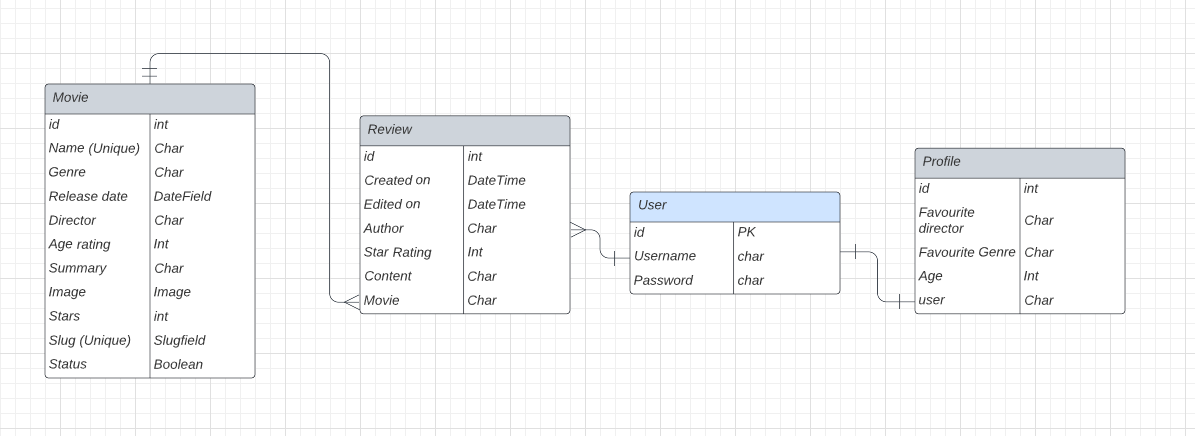 Movie
id int
Name (Unique) Char
Genre Char
Release date DateField
Director Char
Age rating Int
Summary Char
Image Image
Stars int
Slug (Unique) Slugfield
Status Boolean
Review
id int
Created on DateTime
Edited on DateTime
Author Char
Star Rating Int
Content Char
Movie Char
User
id PK
Username char
Password char
Profile
id int
Favourite
director Char
Favourite Genre Char
Age Int
user Char